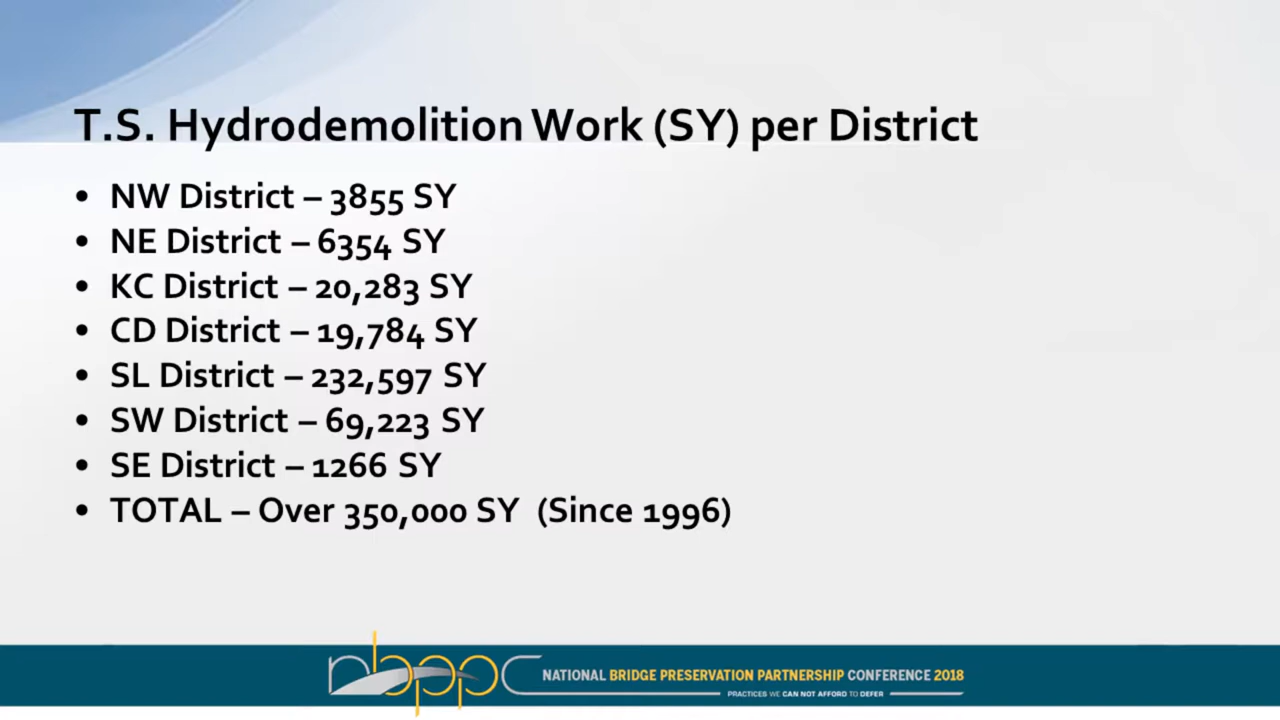 T.S. Hydrodemolition Work (SY) per District
• NW District – 3855 SY
• NE District – 6354 SY
• KC District – 20,283 SY
• CD District – 19,784 SY
• SL District – 232,597 SY
• SW District – 69,223 SY
• SE District – 1266 SY
• TOTAL – Over 350,000 SY (Since 1996)
nbppc
NATIONAL BRIDGE PRESERVATION PARTNERSHIP CONFERENCE 2018
PRACTICES WE CAN NOT AFFORD TO DEFER